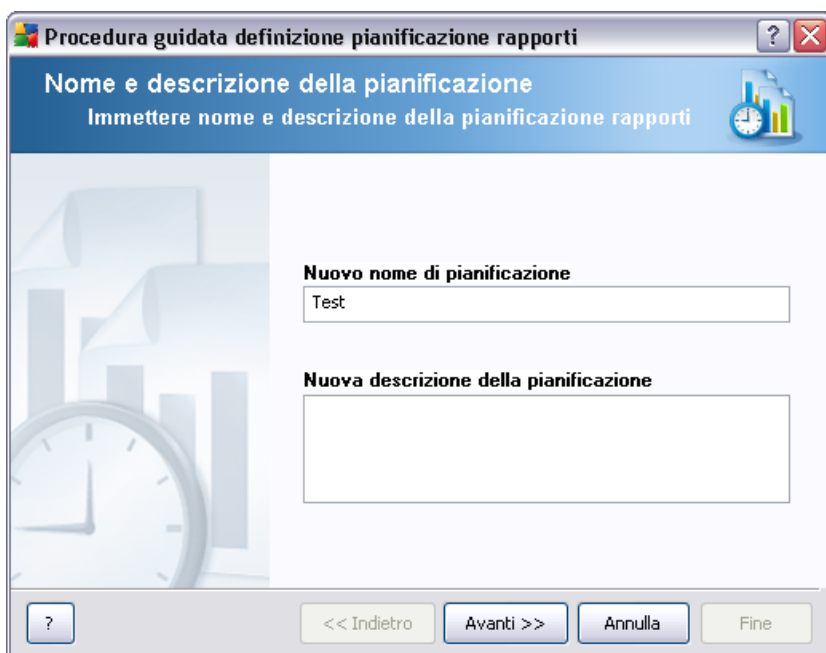 Procedura guidata definizione pianificazione rapporti
?
Nome e descrizione della pianificazione
Immettere nome e descrizione della pianificazione rapporti
Nuovo nome di pianificazione
Test
Nuova descrizione della pianificazione
?
<< Indietro
Avanti >>
Annulla
Fine